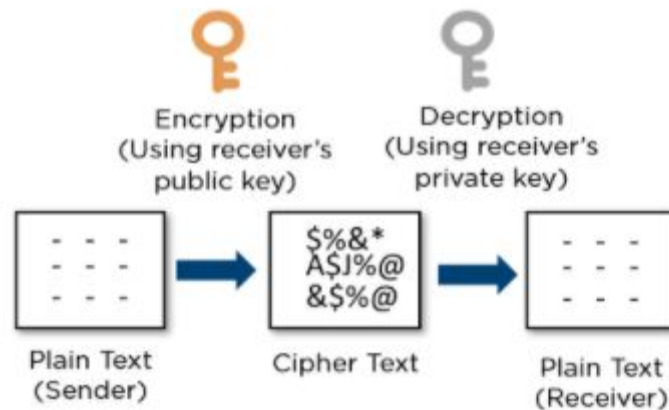 Encryption
(Using receiver's
public key)
Decryption
(Using receiver's
private key)
- - -
- - -
- - -
$%&*
A$J%@
&$%@
- - -
- - -
- - -
Plain Text
(Sender)
Cipher Text
Plain Text
(Receiver)